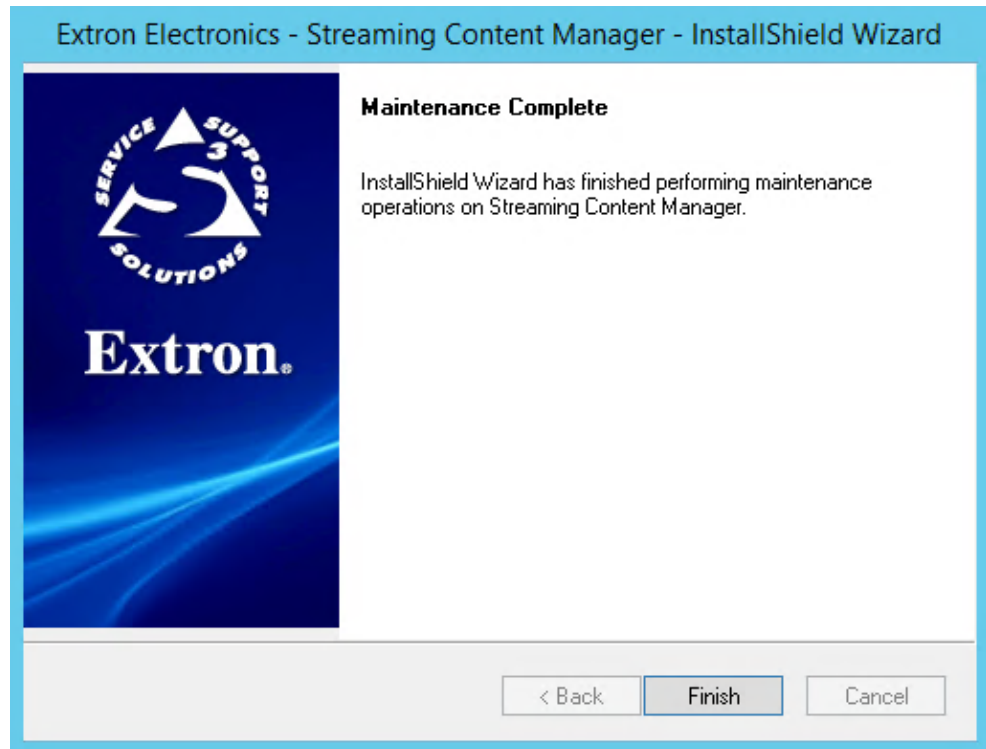 Extron Electronics - Streaming Content Manager - InstallShield Wizard
SERVICE SUPPORT
3
SOLUTIONS
Extron®
Maintenance Complete
InstallShield Wizard has finished performing maintenance
operations on Streaming Content Manager.
< Back Finish Cancel